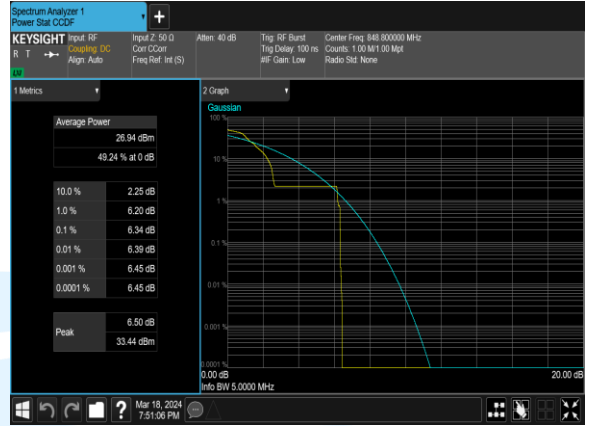 Spectrum Analyzer 1
Power Stat CCDF
+
KEYSIGHT
R T
Input: RF
Coupling: DC
Align: Auto
Input Z: 50 Ω
Corr CCorr
Freq Ref: Int (S)
Atten: 40 dB
Trig: RF Burst
Trig Delay: 100 ns
#IF Gain: Low
Center Freq: 848.800000 MHz
Counts: 1.00 M/1.00 Mpt
Radio Std: None
1 Metrics
Average Power
26.94 dBm
49.24 % at 0 dB
10.0 % 2.25 dB
1.0 % 6.20 dB
0.1 % 6.34 dB
0.01 % 6.39 dB
0.001 % 6.45 dB
0.0001 % 6.45 dB
Peak
6.50 dB
33.44 dBm
2 Graph
Gaussian
100 %
10 %
1 %
0.1 %
0.01 %
0.001 %
0.0001 %
0.00 dB
20.00 dB
Info BW 5.0000 MHz
?
Mar 18, 2024
7:51:06 PM